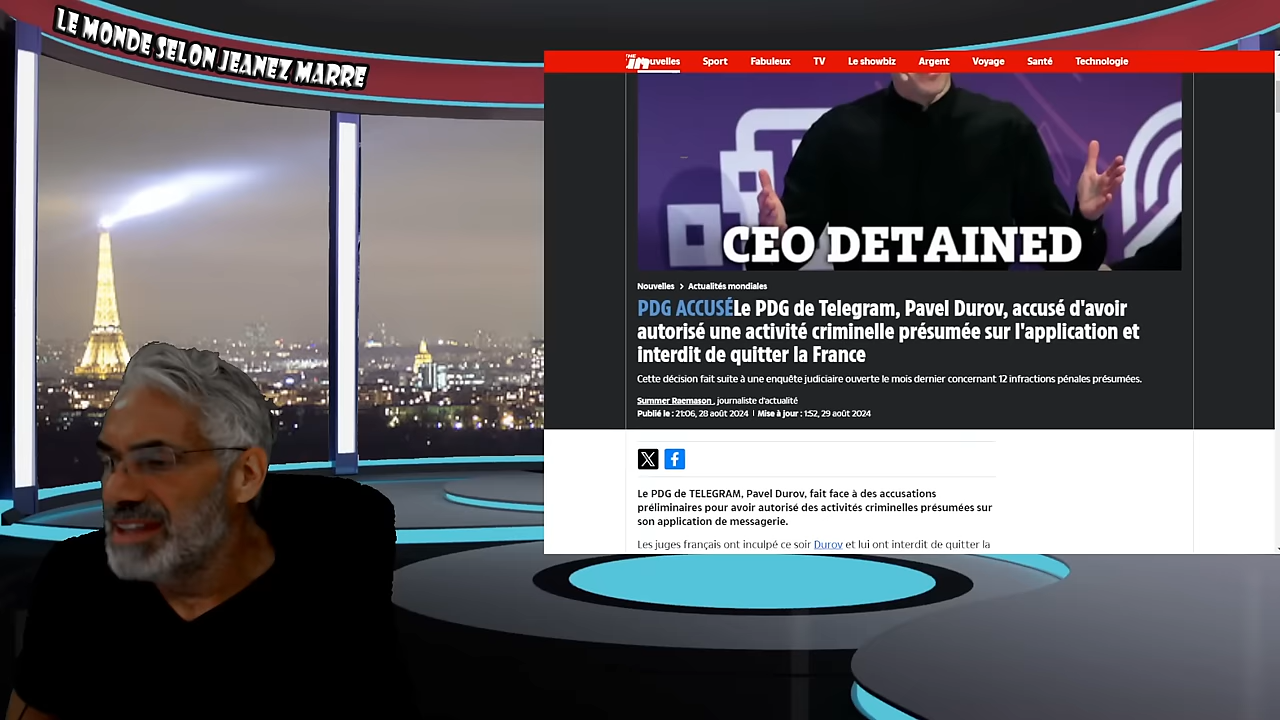 LE MONDE SELON JEANEZ MARRE
Sport Fabuleux TV Le showbiz Argent Voyage Santé Technologie
CEO DETAINED
Nouvelles > Actualités mondiales
PDG ACCUSÉLe PDG de Telegram, Pavel Durov, accusé d'avoir
autorisé une activité criminelle présumée sur l'application et
interdit de quitter la France
Cette décision fait suite à une enquête judiciaire ouverte le mois dernier concernant 12 infractions pénales présumées.
Summer Raemason , journaliste d'actualité
Publié le : 21:06, 28 août 2024 | Mise à jour : 1:52, 29 août 2024
X f
Le PDG de TELEGRAM, Pavel Durov, fait face à des accusations
préliminaires pour avoir autorisé des activités criminelles présumées sur
son application de messagerie.
Les juges français ont inculpé ce soir Durov et lui ont interdit de quitter la